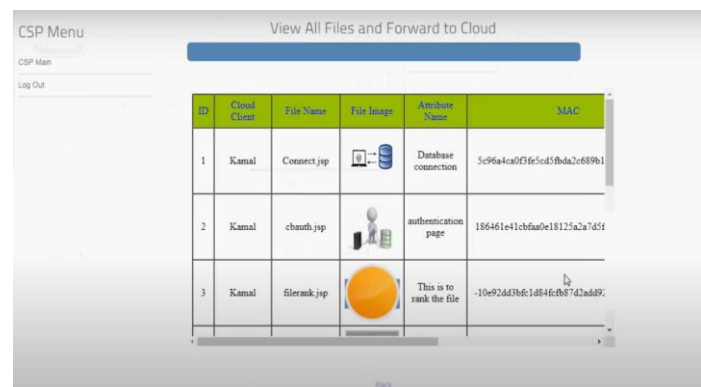 CSP Menu
CSP Main
Log Out
View All Files and Forward to Cloud
ID
Cloud
Client
File Name
File Image
Attribute
Name
MAC
1
Kamal
Connect.jsp
Database
connection
5c96a4ca0f3fe5cd5fbda2c689b1
2
Kamal
cbauth.jsp
authentication
page
186461e41cbfaa0e18125a2a7d5f
3
Kamal
filerank.jsp
This is to
rank the file
-10e92dd3bfc1d84fcfb87d2add92
Back